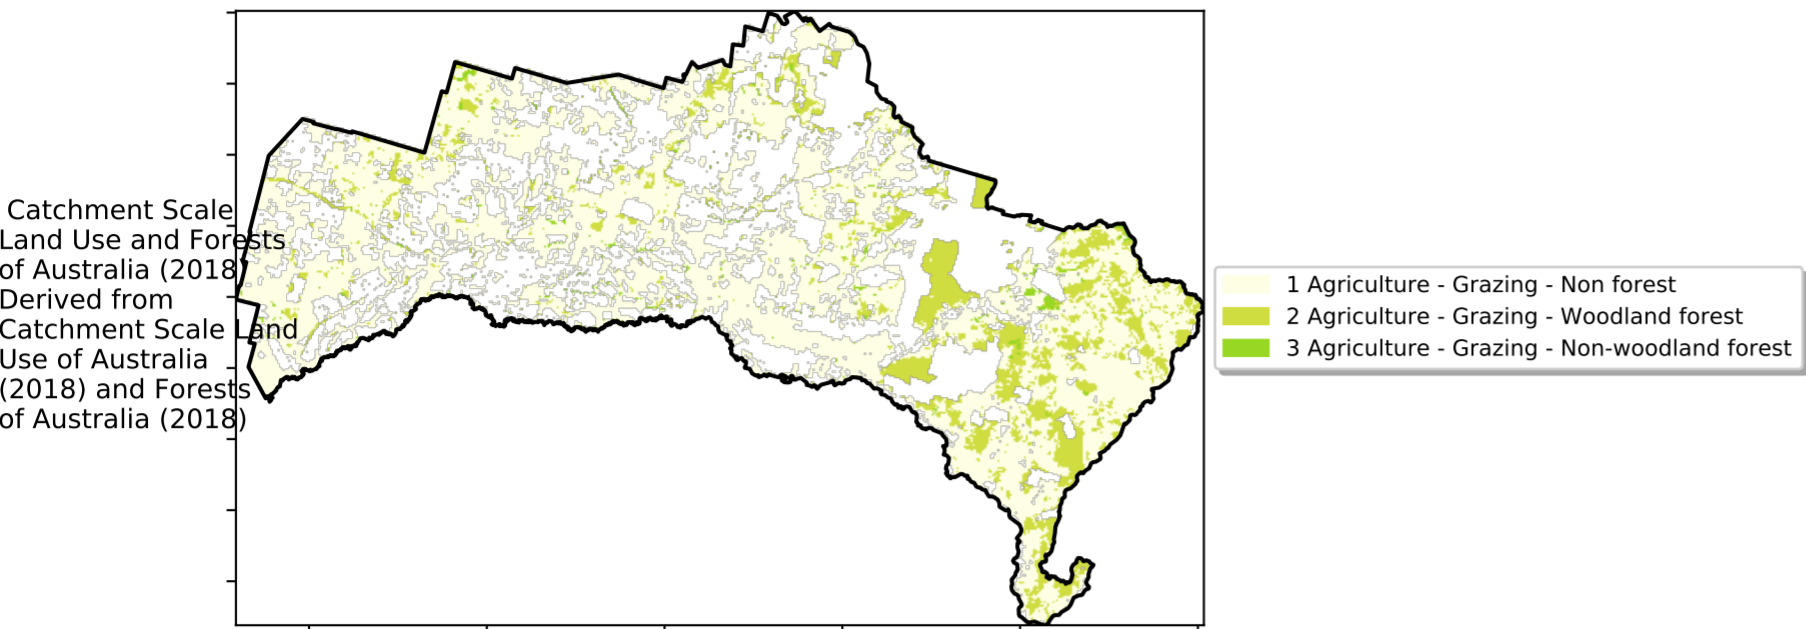 Catchment Scale
Land Use and Forests
of Australia (2018)
Derived from
Catchment Scale Land
Use of Australia
(2018) and Forests
of Australia (2018)
1 Agriculture - Grazing - Non forest
2 Agriculture - Grazing - Woodland forest
3 Agriculture - Grazing - Non-woodland forest